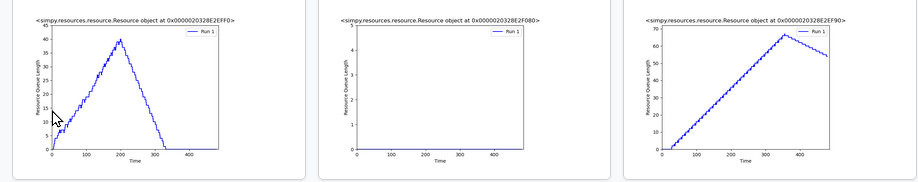 <simpy.resources.resource.Resource object at 0x0000020328E2EFF0>
45
40
35
30
25
20
15
10
5
0
Resource Queue Length
Run 1
0 100 200 300 400
Time
<simpy.resources.resource.Resource object at 0x0000020328E2F080>
5
4
3
2
1
0
Resource Queue Length
Run 1
0 100 200 300 400
Time
<simpy.resources.resource.Resource object at 0x0000020328E2EF90>
70
60
50
40
30
20
10
0
Resource Queue Length
Run 1
0 100 200 300 400
Time